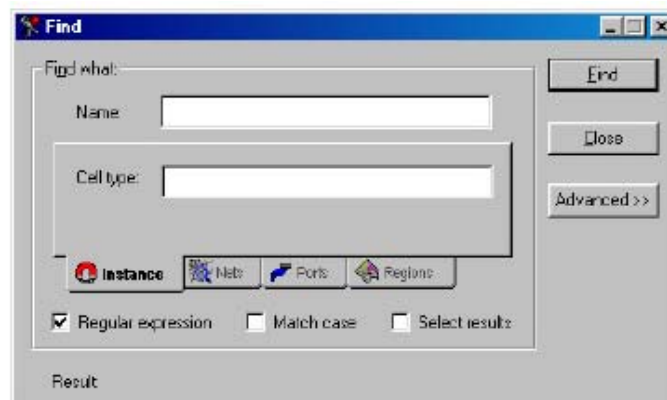 Find
Find what:
Find
Name:
Close
Cell type:
Advanced >>
Instance Nets Ports Regions
Regular expression Match case Select results
Result